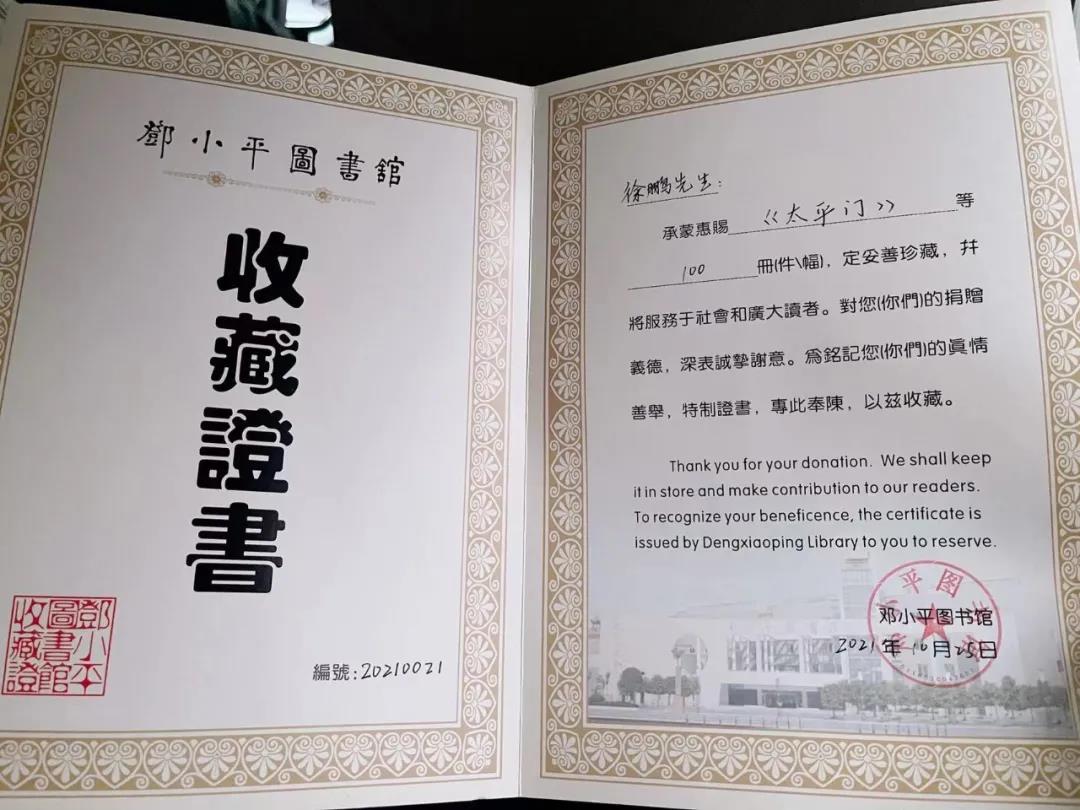 鄧小平圖書館
收藏證書
鄧小平
圖書館
收藏證
編號:20210021
徐鹏先生:
承蒙惠賜《太平门》等
100冊(件\幅)，定妥善珍藏，幷
將服務于社會和廣大讀者。對您(你們)的捐贈
義德，深表誠摯謝意。爲銘記您(你們)的眞情
善舉，特制證書，專此奉陳，以兹收藏。
Thank you for your donation. We shall keep
it in store and make contribution to our readers.
To recognize your beneficence, the certificate is
issued by Dengxiaoping Library to you to reserve.
邓小平图书馆
2021年10月25日